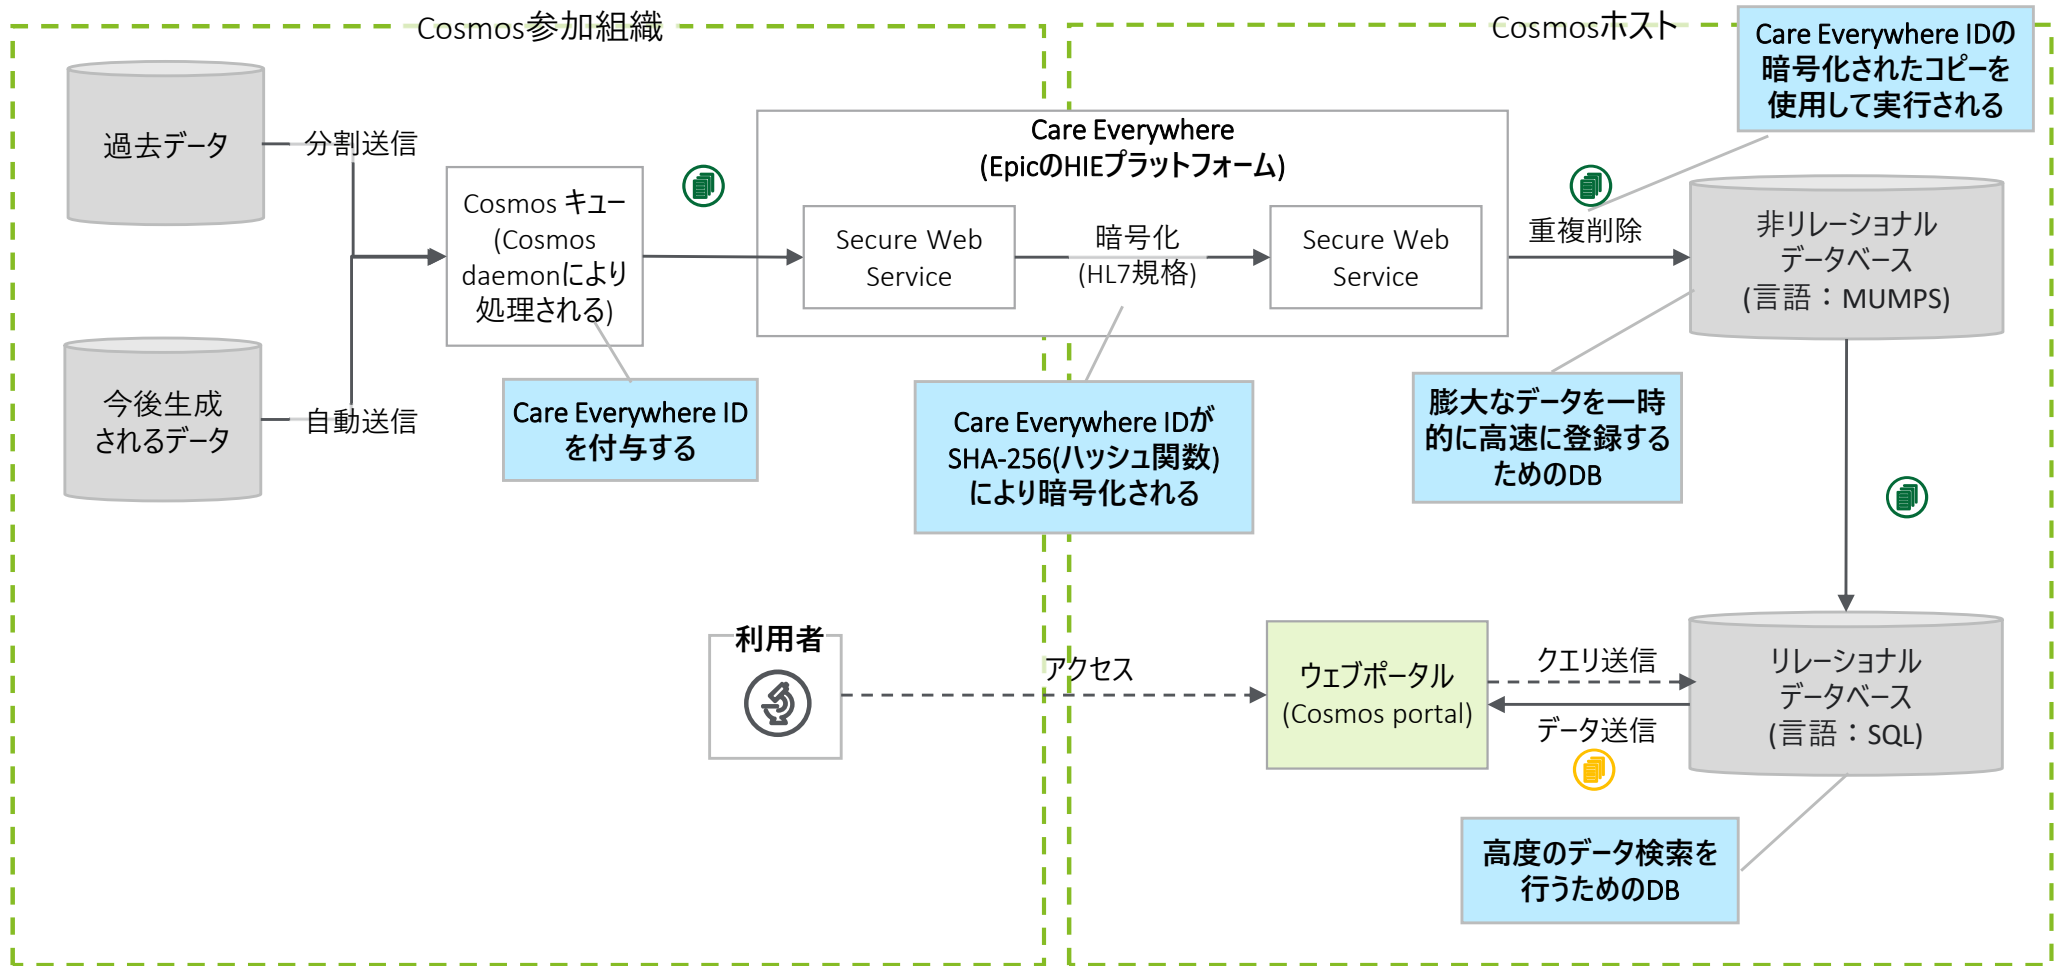 Cosmos参加組織
Cosmosホスト
Care Everywhere IDの
暗号化されたコピーを
使用して実行される
過去データ
分割送信
Cosmos キュー
(Cosmos
daemonにより
処理される)
Care Everywhere
(EpicのHIEプラットフォーム)
Secure Web
Service
暗号化
(HL7規格)
Secure Web
Service
重複削除
非リレーショナル
データベース
(言語：MUMPS)
今後生成
されるデータ
自動送信
Care Everywhere ID
を付与する
Care Everywhere IDが
SHA-256(ハッシュ関数)
により暗号化される
膨大なデータを一時
的に高速に登録する
ためのDB
利用者
アクセス
ウェブポータル
(Cosmos portal)
クエリ送信
データ送信
リレーショナル
データベース
(言語：SQL)
高度のデータ検索を
行うためのDB